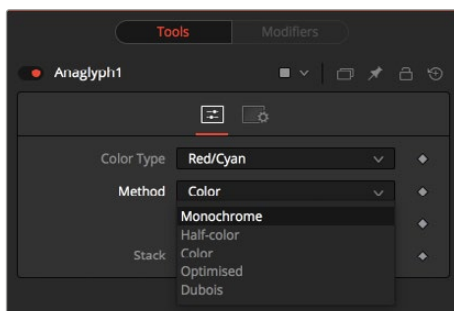 Tools Modifiers
Anaglyph1
Color Type Red/Cyan
Method Color
Monochrome
Half-color
Stack Color
Optimised
Dubois